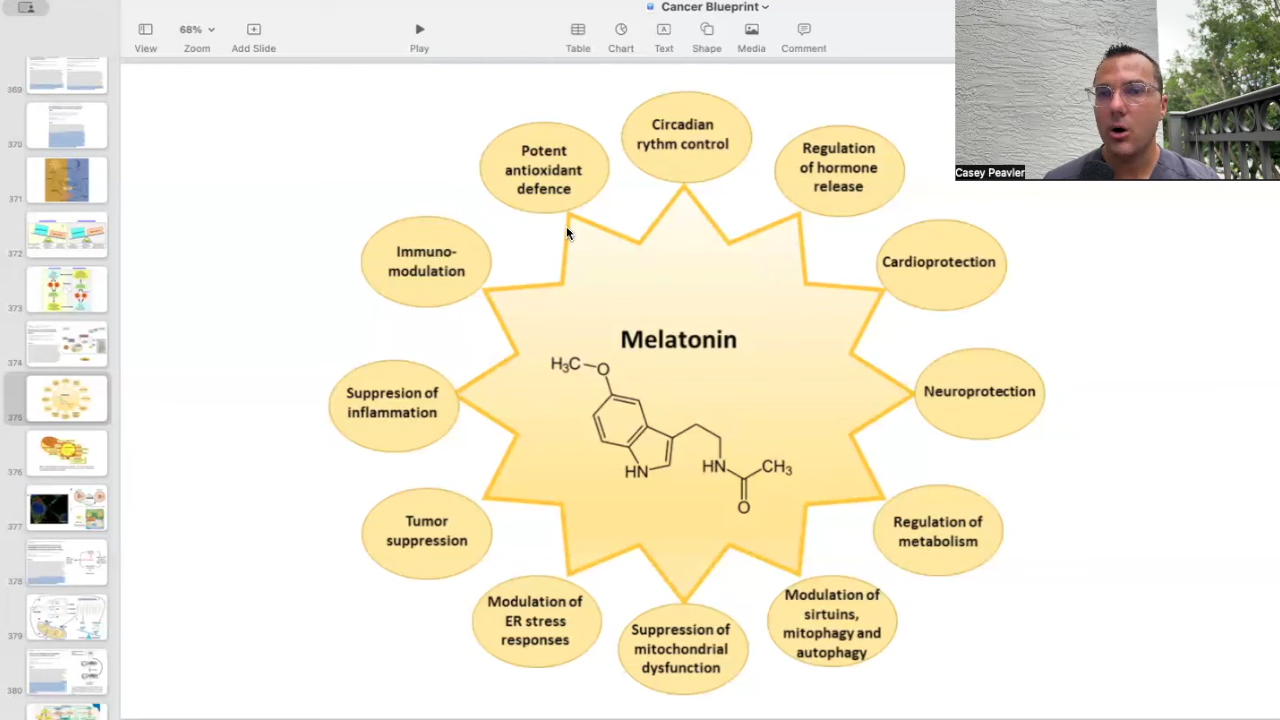 Cancer Blueprint
68%
View
Zoom
Add Slide
Play
Table
Chart
Text
Shape
Media
Comment
Casey Peavler
369
370
371
372
373
374
375
376
377
378
379
380
Circadian
rythm control
Potent
antioxidant
defence
Regulation
of hormone
release
Immuno-
modulation
Cardioprotection
Melatonin
H₃C
O
HN
HN
CH₃
O
Suppresion of
inflammation
Neuroprotection
Tumor
suppression
Regulation of
metabolism
Modulation of
ER stress
responses
Suppression of
mitochondrial
dysfunction
Modulation of
sirtuins,
mitophagy and
autophagy